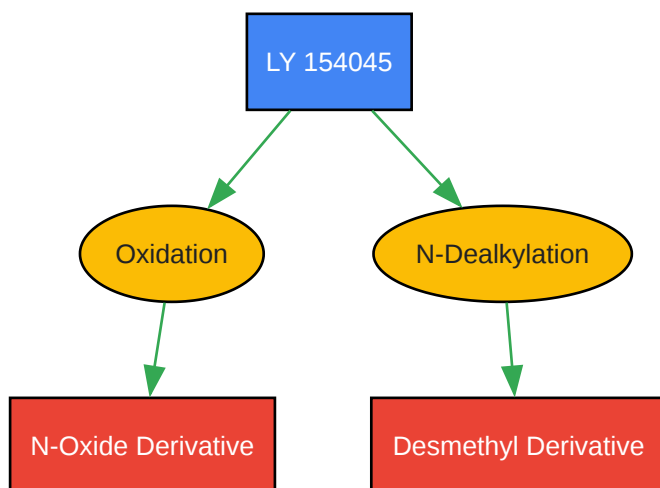 LY 154045
Oxidation
N-Dealkylation
N-Oxide Derivative
Desmethyl Derivative